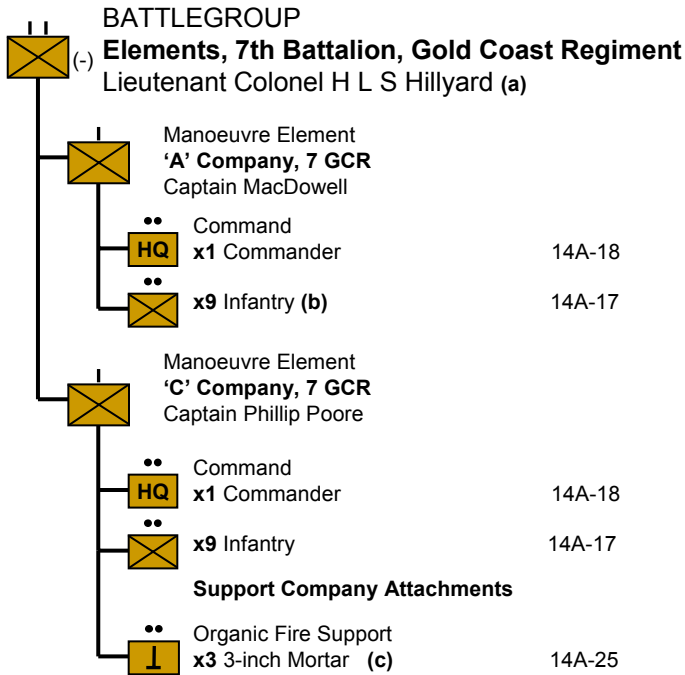 BATTLEGROUP
(-) Elements, 7th Battalion, Gold Coast Regiment
Lieutenant Colonel H L S Hillyard (a)
Manoeuvre Element
‘A’ Company, 7 GCR
Captain MacDowell
Command
HQ x1 Commander 14A-18
x9 Infantry (b) 14A-17
Manoeuvre Element
‘C’ Company, 7 GCR
Captain Phillip Poore
Command
HQ x1 Commander 14A-18
x9 Infantry 14A-17
Support Company Attachments
Organic Fire Support
x3 3-inch Mortar (c) 14A-25